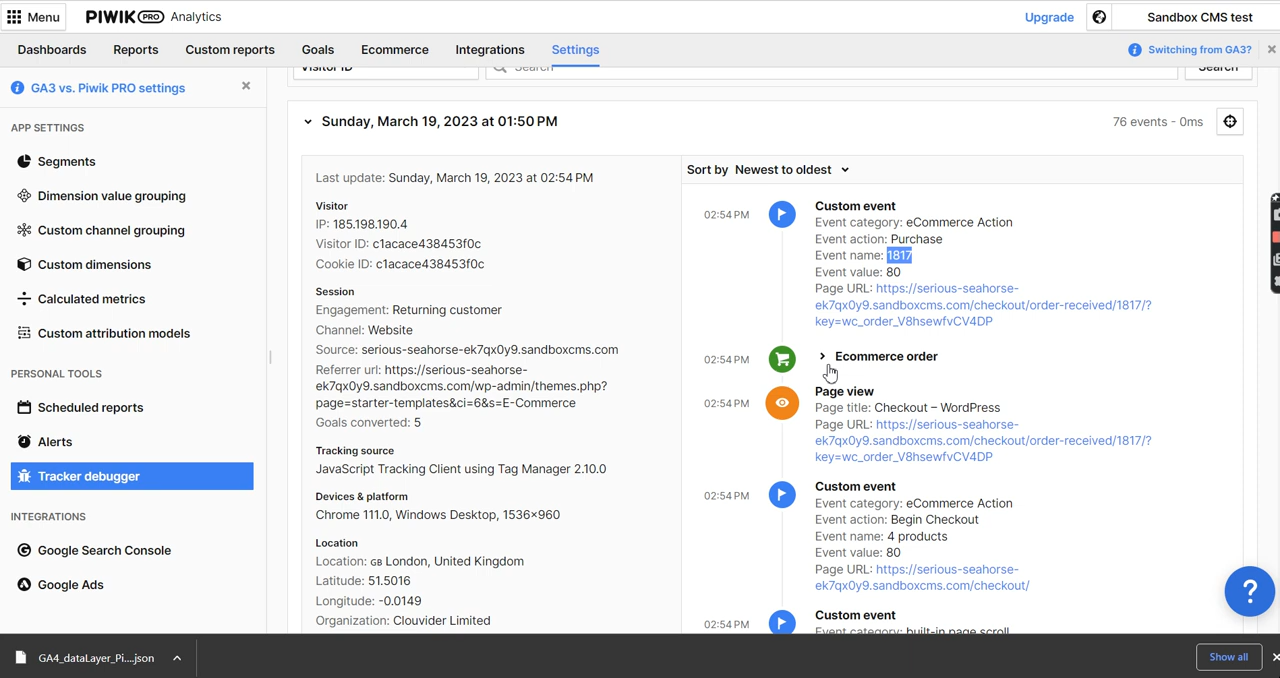 Menu PIWIK PRO Analytics Upgrade Sandbox CMS test
Dashboards Reports Custom reports Goals Ecommerce Integrations Settings Switching from GA3?
Visitor ID Search Search
GA3 vs. Piwik PRO settings
APP SETTINGS
Segments
Dimension value grouping
Custom channel grouping
Custom dimensions
Calculated metrics
Custom attribution models
PERSONAL TOOLS
Scheduled reports
Alerts
Tracker debugger
INTEGRATIONS
Google Search Console
Google Ads
Sunday, March 19, 2023 at 01:50 PM 76 events - 0ms
Last update: Sunday, March 19, 2023 at 02:54 PM
Visitor
IP: 185.198.190.4
Visitor ID: c1acace438453f0c
Cookie ID: c1acace438453f0c
Session
Engagement: Returning customer
Channel: Website
Source: serious-seahorse-ek7qx0y9.sandboxcms.com
Referrer url: https://serious-seahorse-
ek7qx0y9.sandboxcms.com/wp-admin/themes.php?
page=starter-templates&ci=6&s=E-Commerce
Goals converted: 5
Tracking source
JavaScript Tracking Client using Tag Manager 2.10.0
Devices & platform
Chrome 111.0, Windows Desktop, 1536×960
Location
Location: GB London, United Kingdom
Latitude: 51.5016
Longitude: -0.0149
Organization: Clouvider Limited
Sort by Newest to oldest
02:54 PM
Custom event
Event category: eCommerce Action
Event action: Purchase
Event name: 1817
Event value: 80
Page URL: https://serious-seahorse-
ek7qx0y9.sandboxcms.com/checkout/order-received/1817/?
key=wc_order_V8hsewfvCV4DP
02:54 PM Ecommerce order
02:54 PM
Page view
Page title: Checkout – WordPress
Page URL: https://serious-seahorse-
ek7qx0y9.sandboxcms.com/checkout/order-received/1817/?
key=wc_order_V8hsewfvCV4DP
02:54 PM
Custom event
Event category: eCommerce Action
Event action: Begin Checkout
Event name: 4 products
Event value: 80
Page URL: https://serious-seahorse-
ek7qx0y9.sandboxcms.com/checkout/
02:54 PM
Custom event
Event category: built-in page scroll
?
GA4_dataLayer_Pi....json Show all